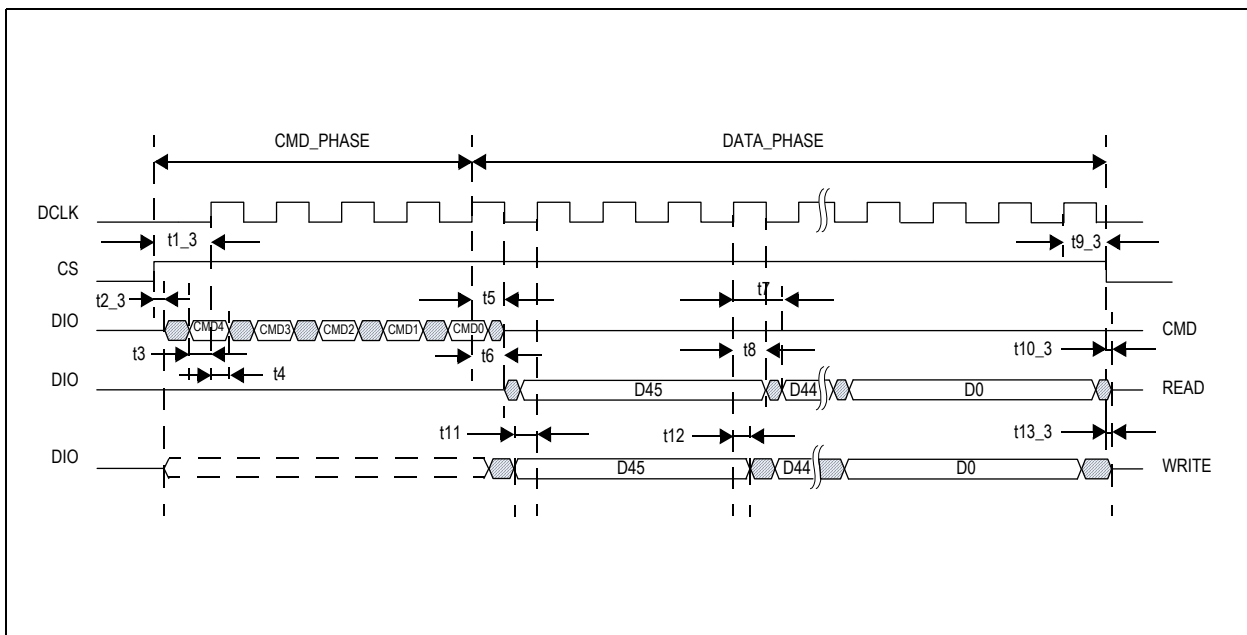 CMD_PHASE DATA_PHASE
DCLK
t1_3 t9_3
CS
t2_3 t5 t7
DIO CMD4 CMD3 CMD2 CMD1 CMD0 CMD
t3 t6 t8 t10_3
t4
DIO D45 D44 D0 READ
t11 t12 t13_3
DIO D45 D44 D0 WRITE